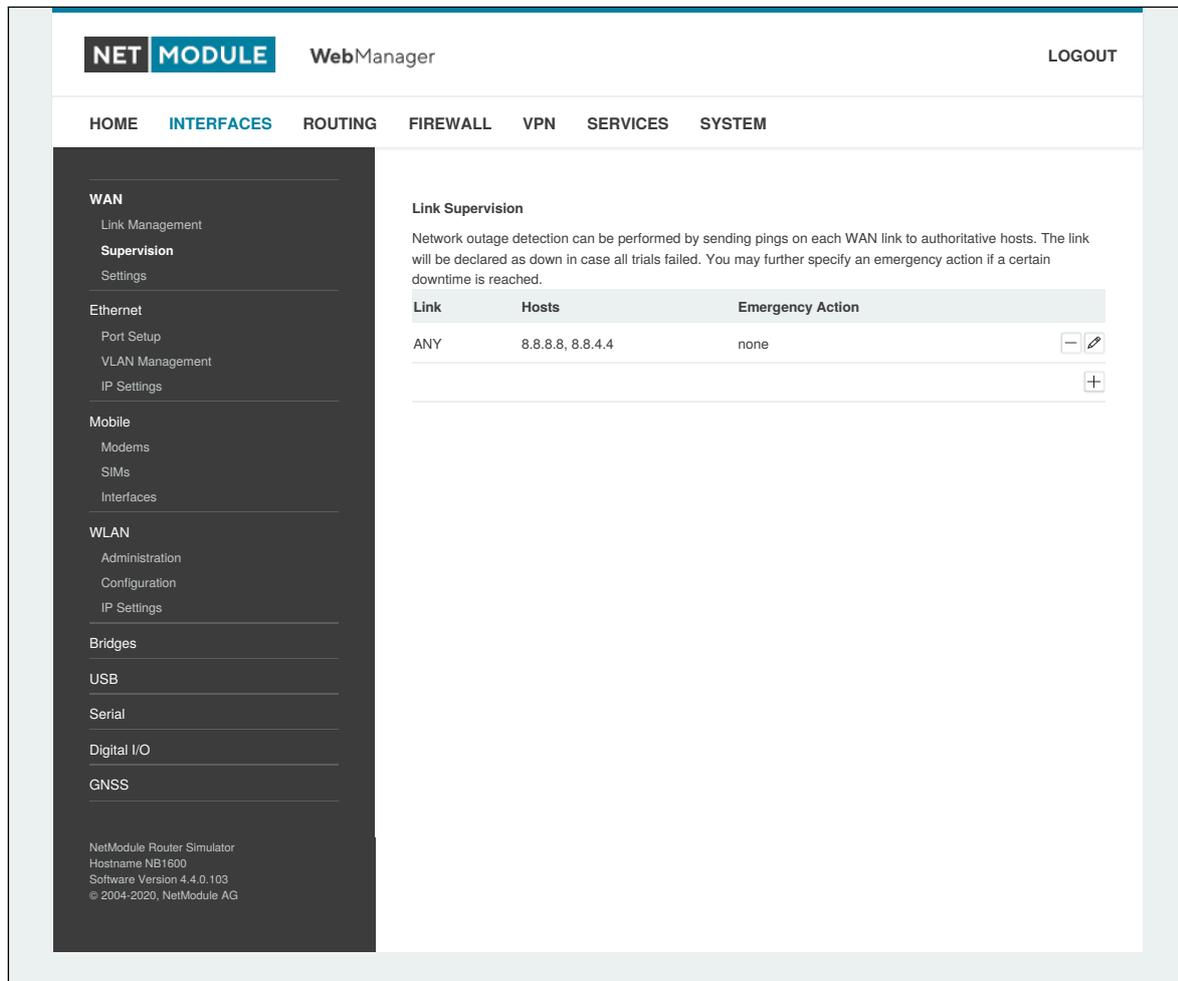 NET MODULE WebManager LOGOUT
HOME INTERFACES ROUTING FIREWALL VPN SERVICES SYSTEM
WAN
Link Management
Supervision
Settings
Ethernet
Port Setup
VLAN Management
IP Settings
Mobile
Modems
SIMs
Interfaces
WLAN
Administration
Configuration
IP Settings
Bridges
USB
Serial
Digital I/O
GNSS
NetModule Router Simulator
Hostname NB1600
Software Version 4.4.0.103
© 2004-2020, NetModule AG
Link Supervision
Network outage detection can be performed by sending pings on each WAN link to authoritative hosts. The link
will be declared as down in case all trials failed. You may further specify an emergency action if a certain
downtime is reached.
Link Hosts Emergency Action
ANY 8.8.8.8, 8.8.4.4 none